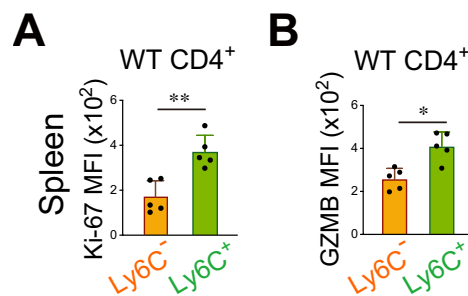 A
WT CD4+
Spleen
Ki-67 MFI (x10²)
**
6
4
2
0
Ly6C-
Ly6C+
B
WT CD4+
GZMB MFI (x10²)
*
6
4
2
0
Ly6C-
Ly6C+